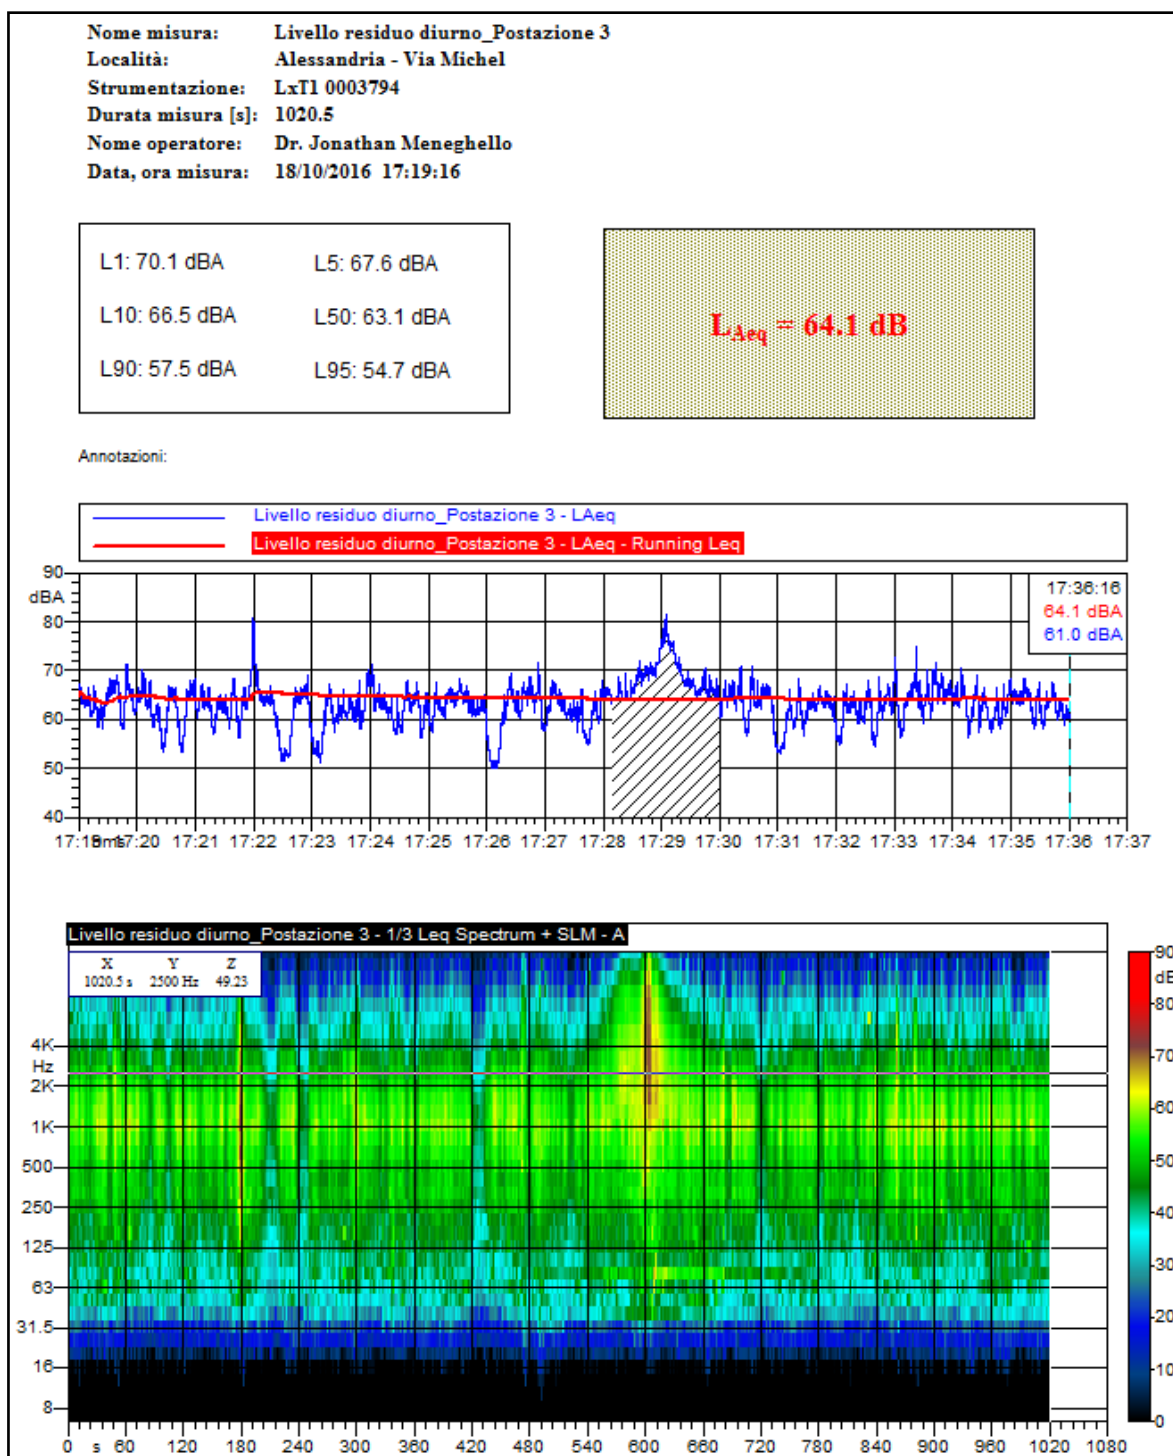 Nome misura: Livello residuo diurno_Postazione 3
Località: Alessandria - Via Michel
Strumentazione: LxT1 0003794
Durata misura [s]: 1020.5
Nome operatore: Dr. Jonathan Meneghello
Data, ora misura: 18/10/2016 17:19:16
L1: 70.1 dBA L5: 67.6 dBA
L10: 66.5 dBA L50: 63.1 dBA
L90: 57.5 dBA L95: 54.7 dBA
LAeq = 64.1 dB
Annotazioni:
Livello residuo diurno_Postazione 3 - LAeq
Livello residuo diurno_Postazione 3 - LAeq - Running Leq
90
dBA
80
70
60
50
40
17:36:16
64.1 dBA
61.0 dBA
17:19 17:20 17:21 17:22 17:23 17:24 17:25 17:26 17:27 17:28 17:29 17:30 17:31 17:32 17:33 17:34 17:35 17:36 17:37
Livello residuo diurno_Postazione 3 - 1/3 Leq Spectrum + SLM - A
X Y Z
1020.5 s 2500 Hz 49.23
4K
Hz
2K
1K
500
250
125
63
31.5
16
8
0 s 60 120 180 240 300 360 420 480 540 600 660 720 780 840 900 960 1020 1080
90
dB
80
70
60
50
40
30
20
10
0